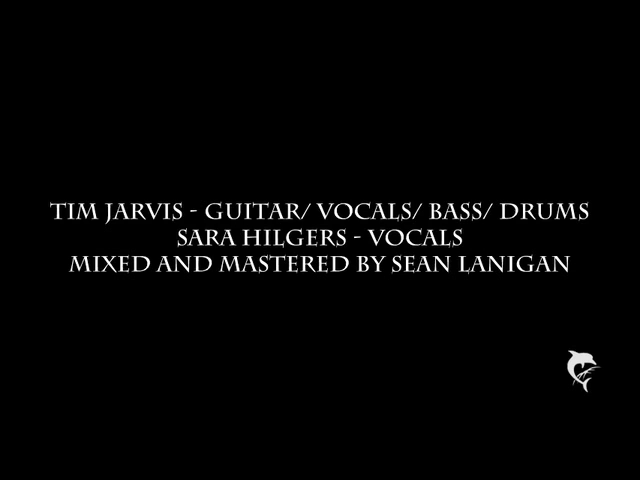 TIM JARVIS - GUITAR/ VOCALS/ BASS/ DRUMS
SARA HILGERS - VOCALS
MIXED AND MASTERED BY SEAN LANIGAN